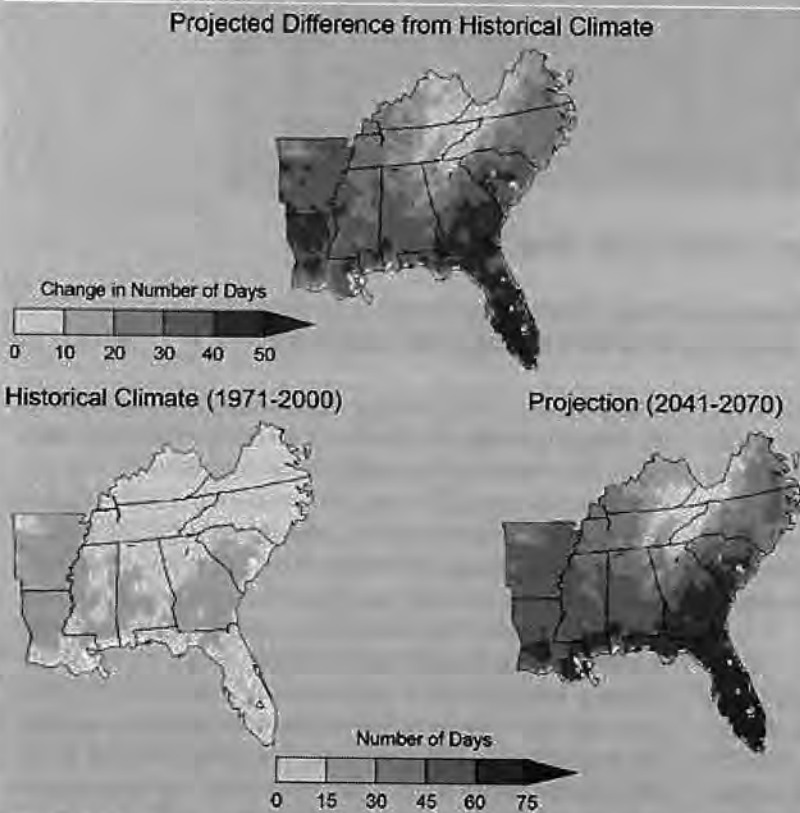 Projected Difference from Historical Climate
Change in Number of Days
0 10 20 30 40 50
Historical Climate (1971-2000)
Projection (2041-2070)
Number of Days
0 15 30 45 60 75